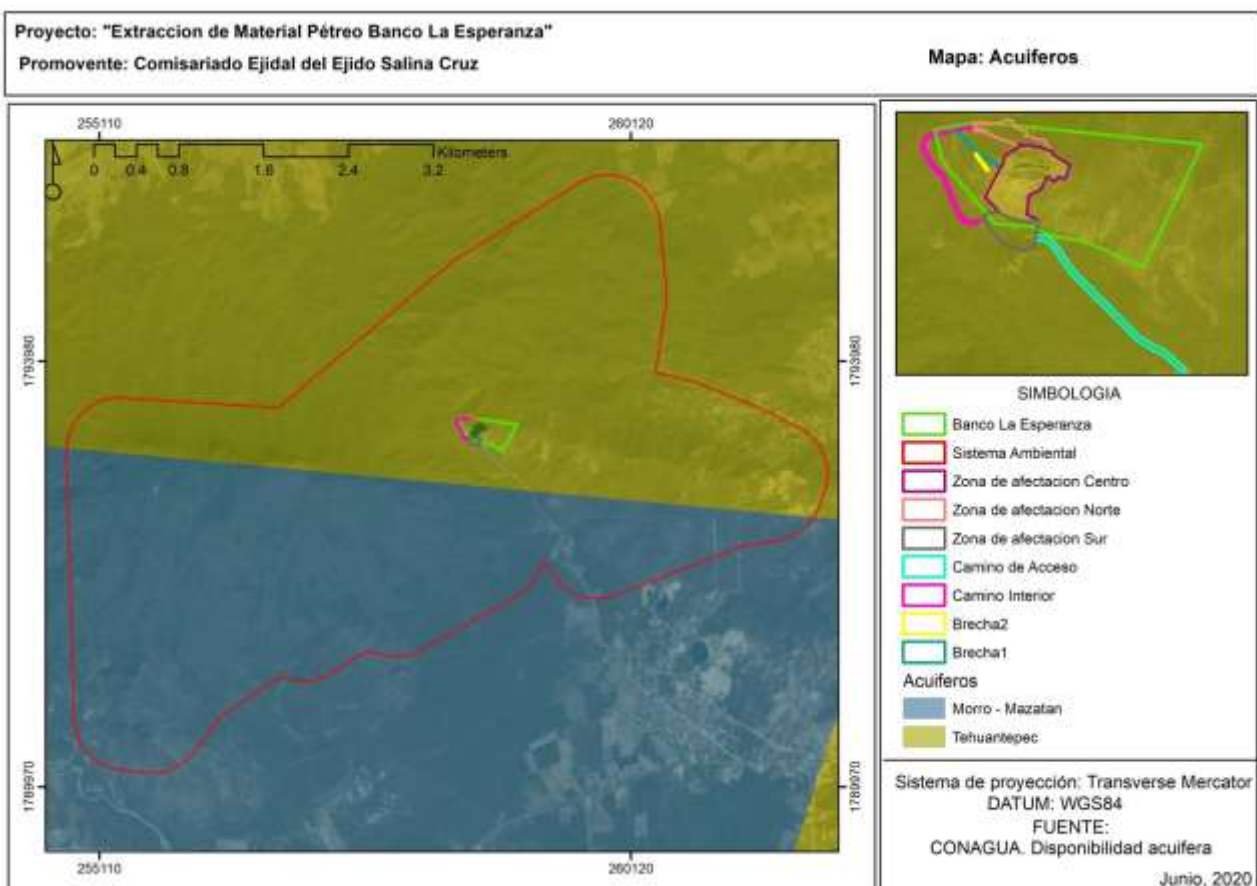 Proyecto: "Extraccion de Material Pétreo Banco La Esperanza"
Promovente: Comisariado Ejidal del Ejido Salina Cruz
Mapa: Acuiferos
255110
260120
Kilometers
0 0.4 0.8 1.6 2.4 3.2
1793980
1793980
1789970
1789970
255110
260120
SIMBOLOGIA
Banco La Esperanza
Sistema Ambiental
Zona de afectacion Centro
Zona de afectacion Norte
Zona de afectacion Sur
Camino de Acceso
Camino Interior
Brecha2
Brecha1
Acuiferos
Morro - Mazatan
Tehuantepec
Sistema de proyección: Transverse Mercator
DATUM: WGS84
FUENTE:
CONAGUA. Disponibilidad acuifera
Junio, 2020